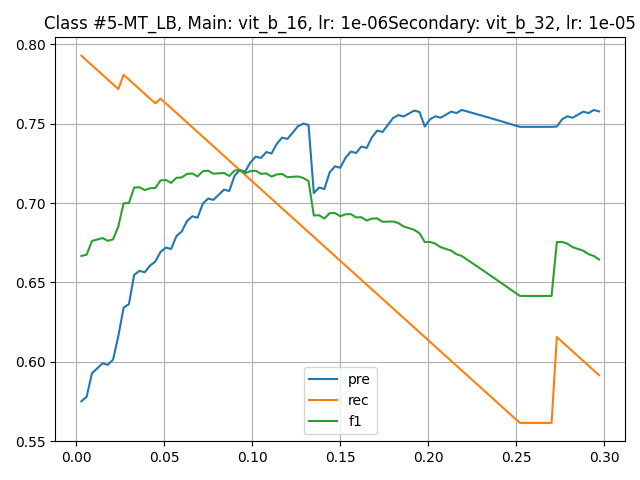 Class #5-MT_LB, Main: vit_b_16, lr: 1e-06Secondary: vit_b_32, lr: 1e-05
0.80
0.75
0.70
0.65
0.60
0.55
pre
rec
f1
0.00 0.05 0.10 0.15 0.20 0.25 0.30